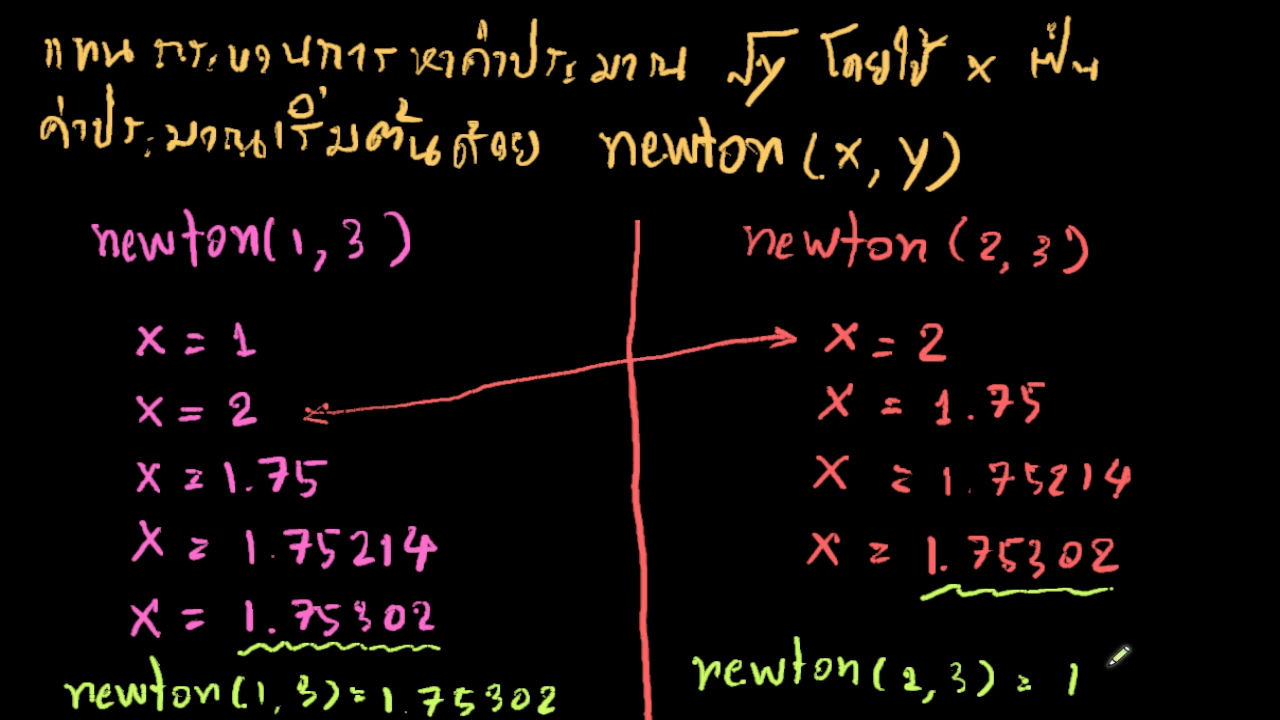 แทนกระบวนการหาค่าประมาณ √y โดยใช้ x เป็น
ค่าประมาณเริ่มต้นด้วย newton(x, y)
newton(1, 3)
x = 1
x = 2
x = 1.75
x = 1.75214
x = 1.75302
newton(1, 3) = 1.75302
newton(2, 3)
x = 2
x = 1.75
x = 1.75214
x = 1.75302
newton(2, 3) = 1